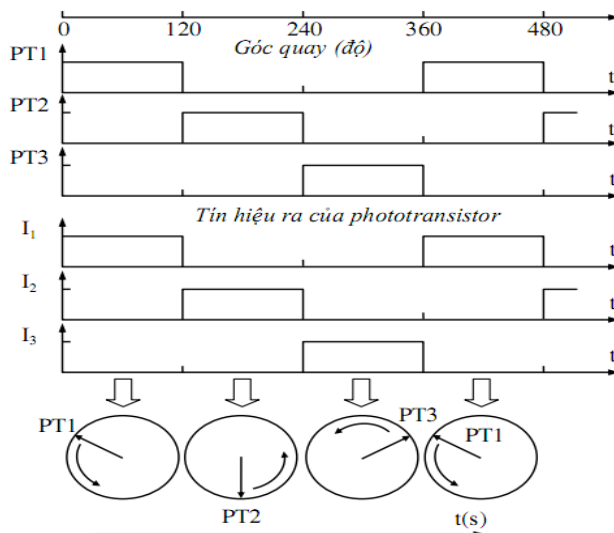 0 120 240 360 480
Góc quay (độ)
PT1
t
PT2
t
PT3
t
Tín hiệu ra của phototransistor
I₁
t
I₂
t
I₃
t
PT1
PT2
PT3
PT1
t(s)